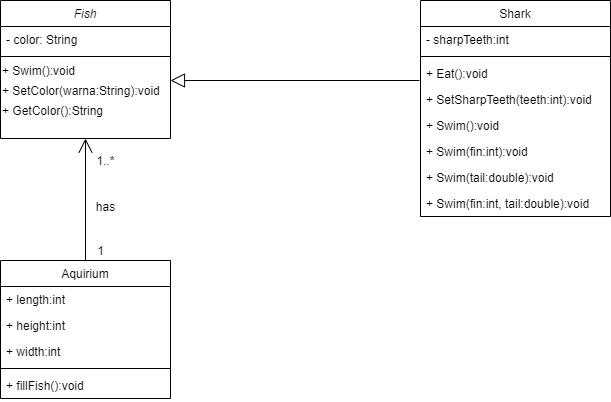 Fish
- color: String
+ Swim():void
+ SetColor(warna:String):void
+ GetColor():String
Shark
- sharpTeeth:int
+ Eat():void
+ SetSharpTeeth(teeth:int):void
+ Swim():void
+ Swim(fin:int):void
+ Swim(tail:double):void
+ Swim(fin:int, tail:double):void
1..*
has
1
Aquirium
+ length:int
+ height:int
+ width:int
+ fillFish():void